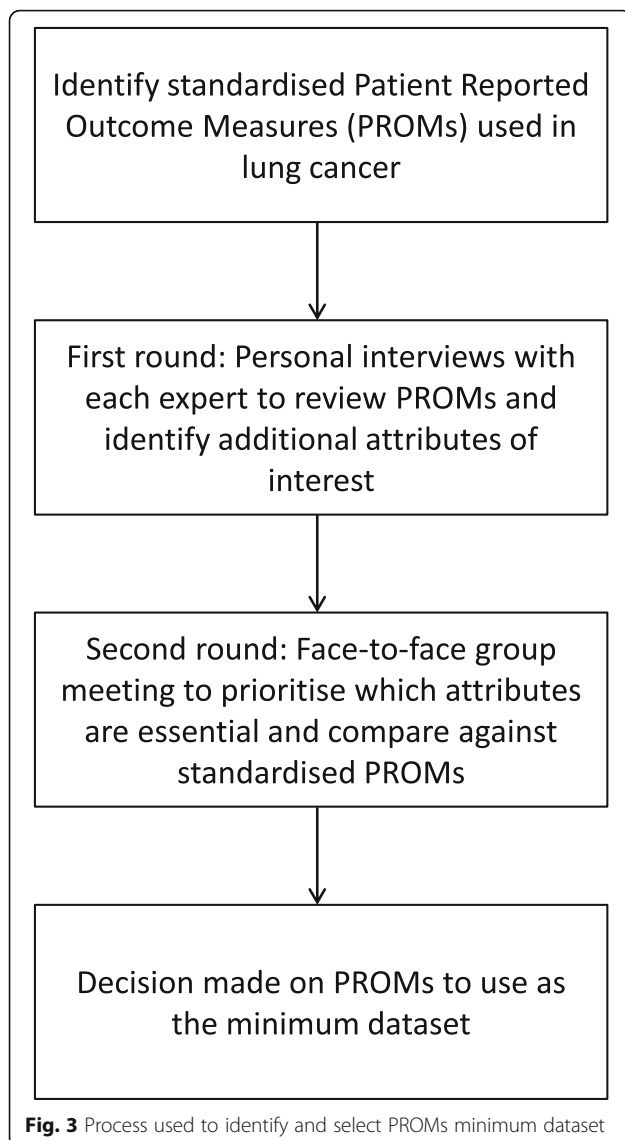 Identify standardised Patient Reported
Outcome Measures (PROMs) used in
lung cancer
First round: Personal interviews with
each expert to review PROMs and
identify additional attributes of
interest
Second round: Face-to-face group
meeting to prioritise which attributes
are essential and compare against
standardised PROMs
Decision made on PROMs to use as
the minimum dataset
Fig. 3 Process used to identify and select PROMs minimum dataset